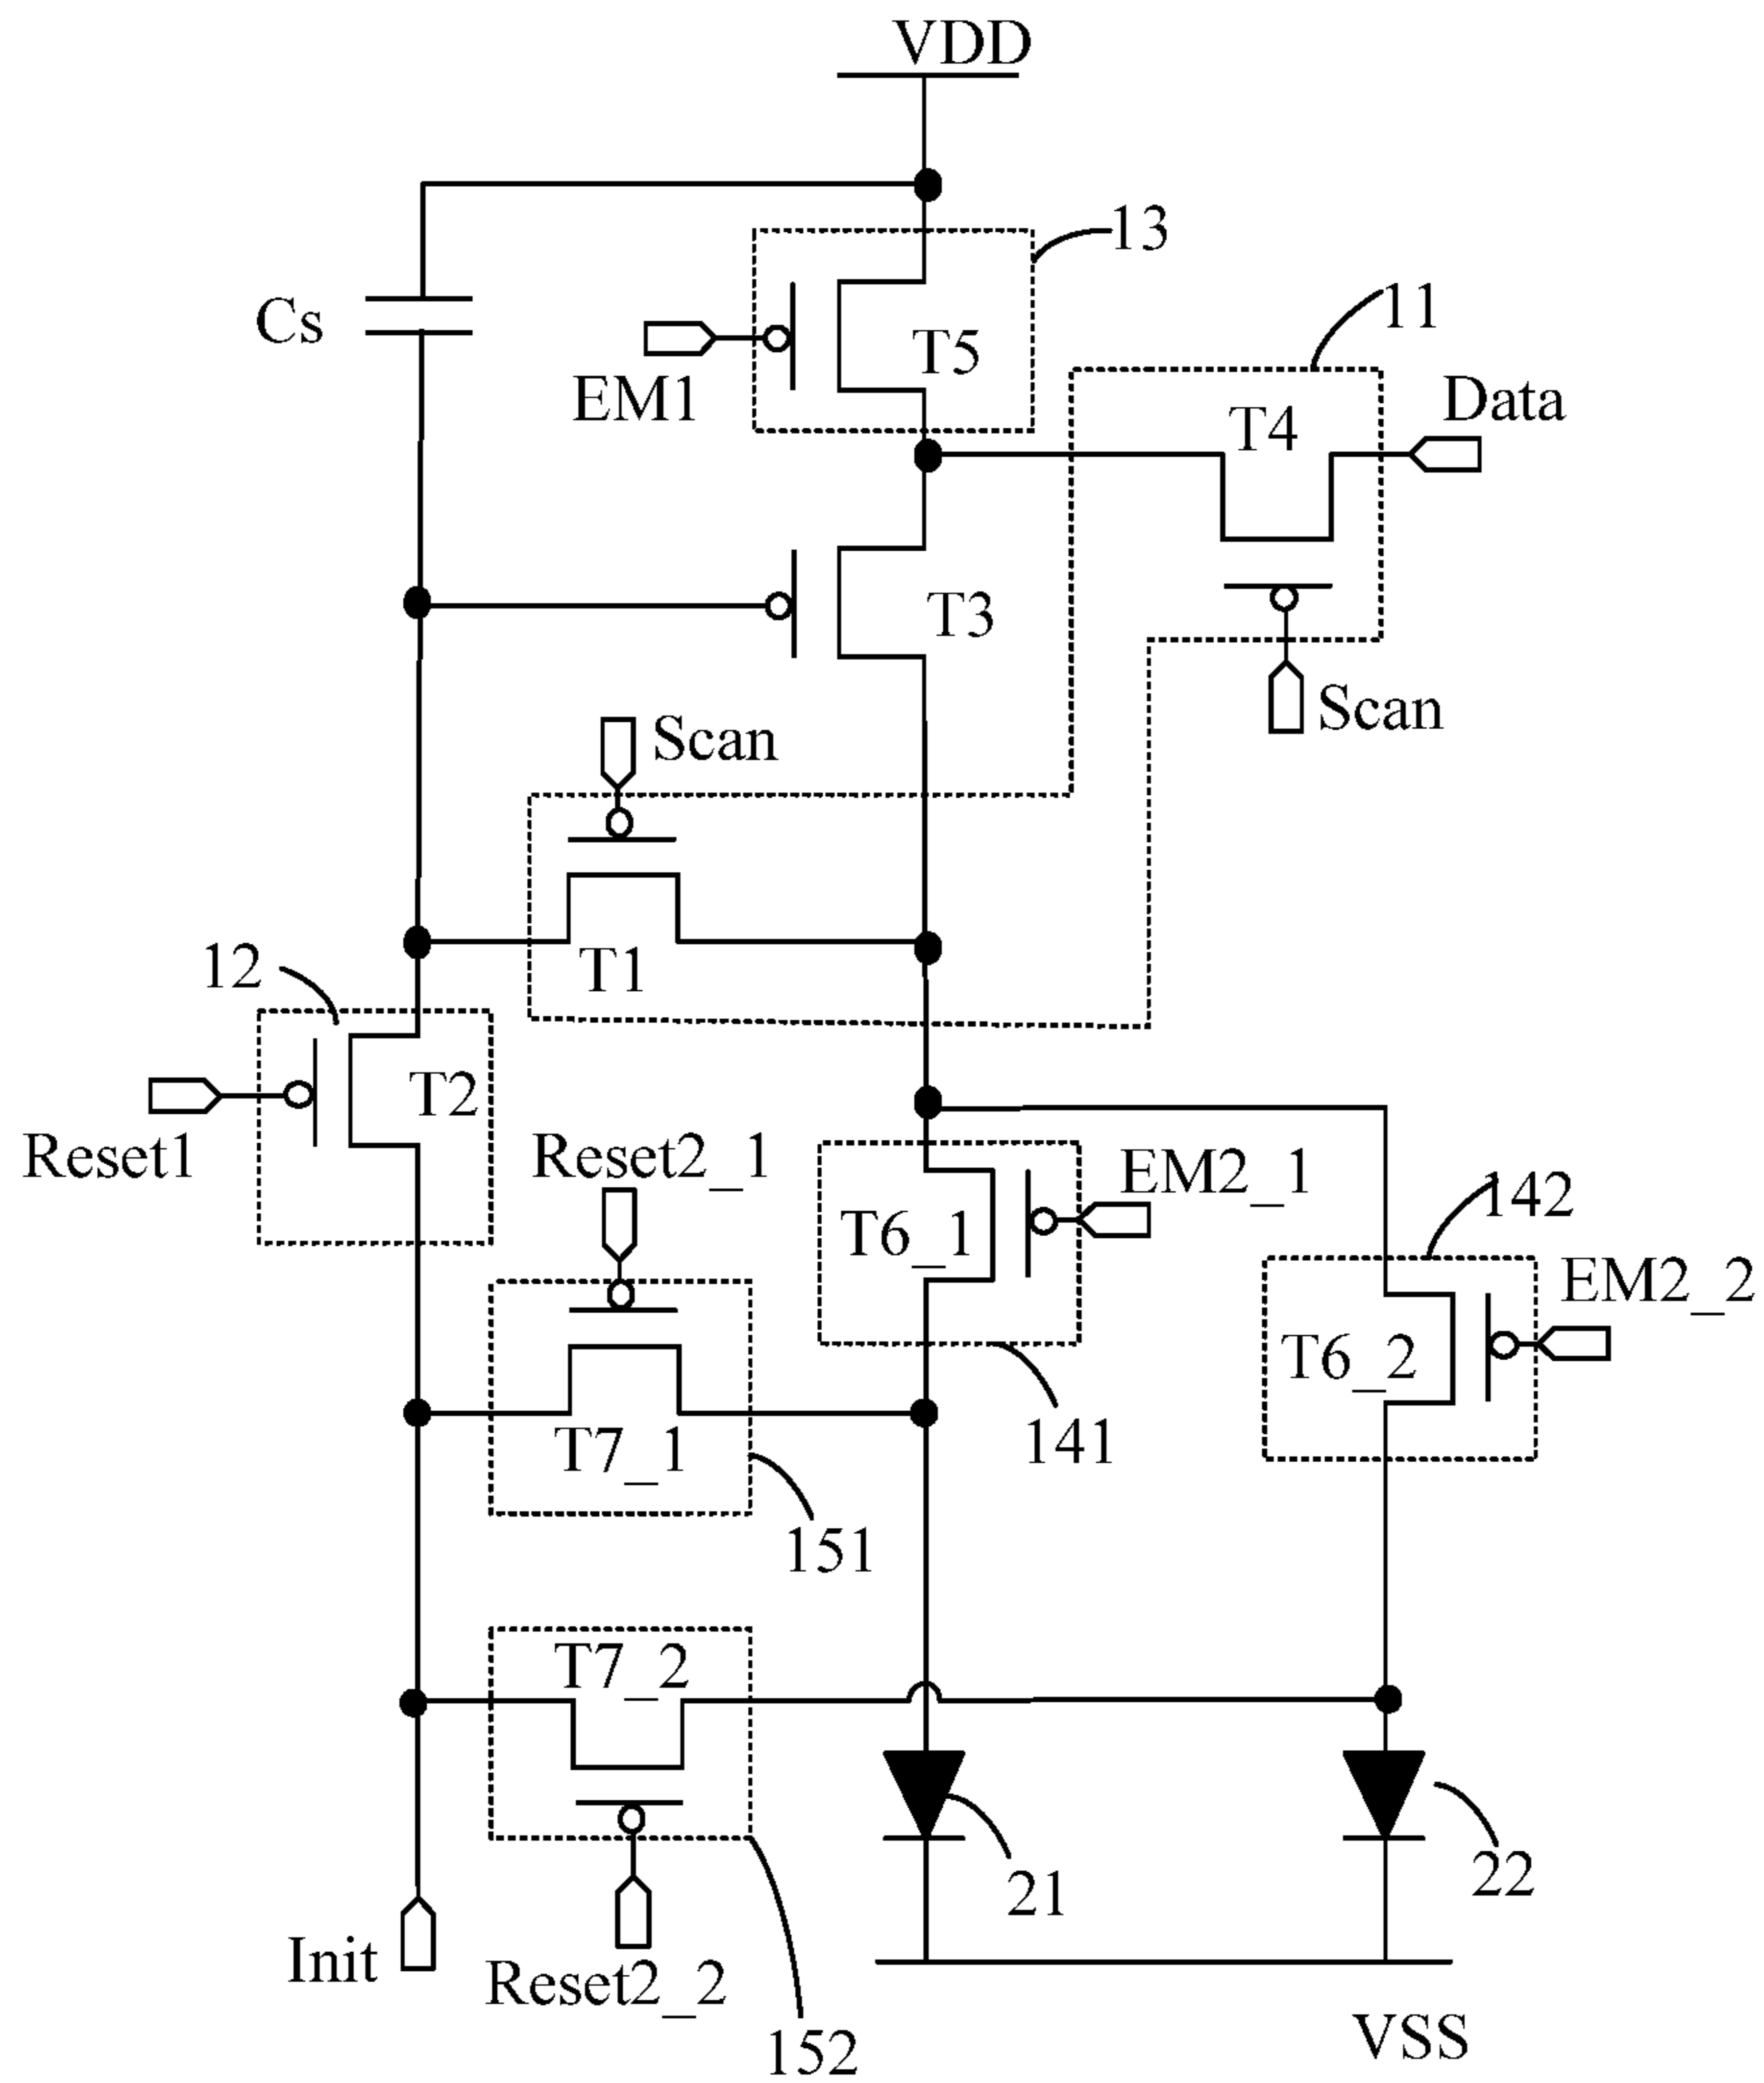 VDD
13
11
Cs
T5
EM1
Data
T4
T3
Scan
Scan
T1
12
T2
Reset1
Reset2_1
EM2_1
142
T6_1
EM2_2
T6_2
141
T7_1
151
T7_2
21
22
Init
Reset2_2
VSS
152